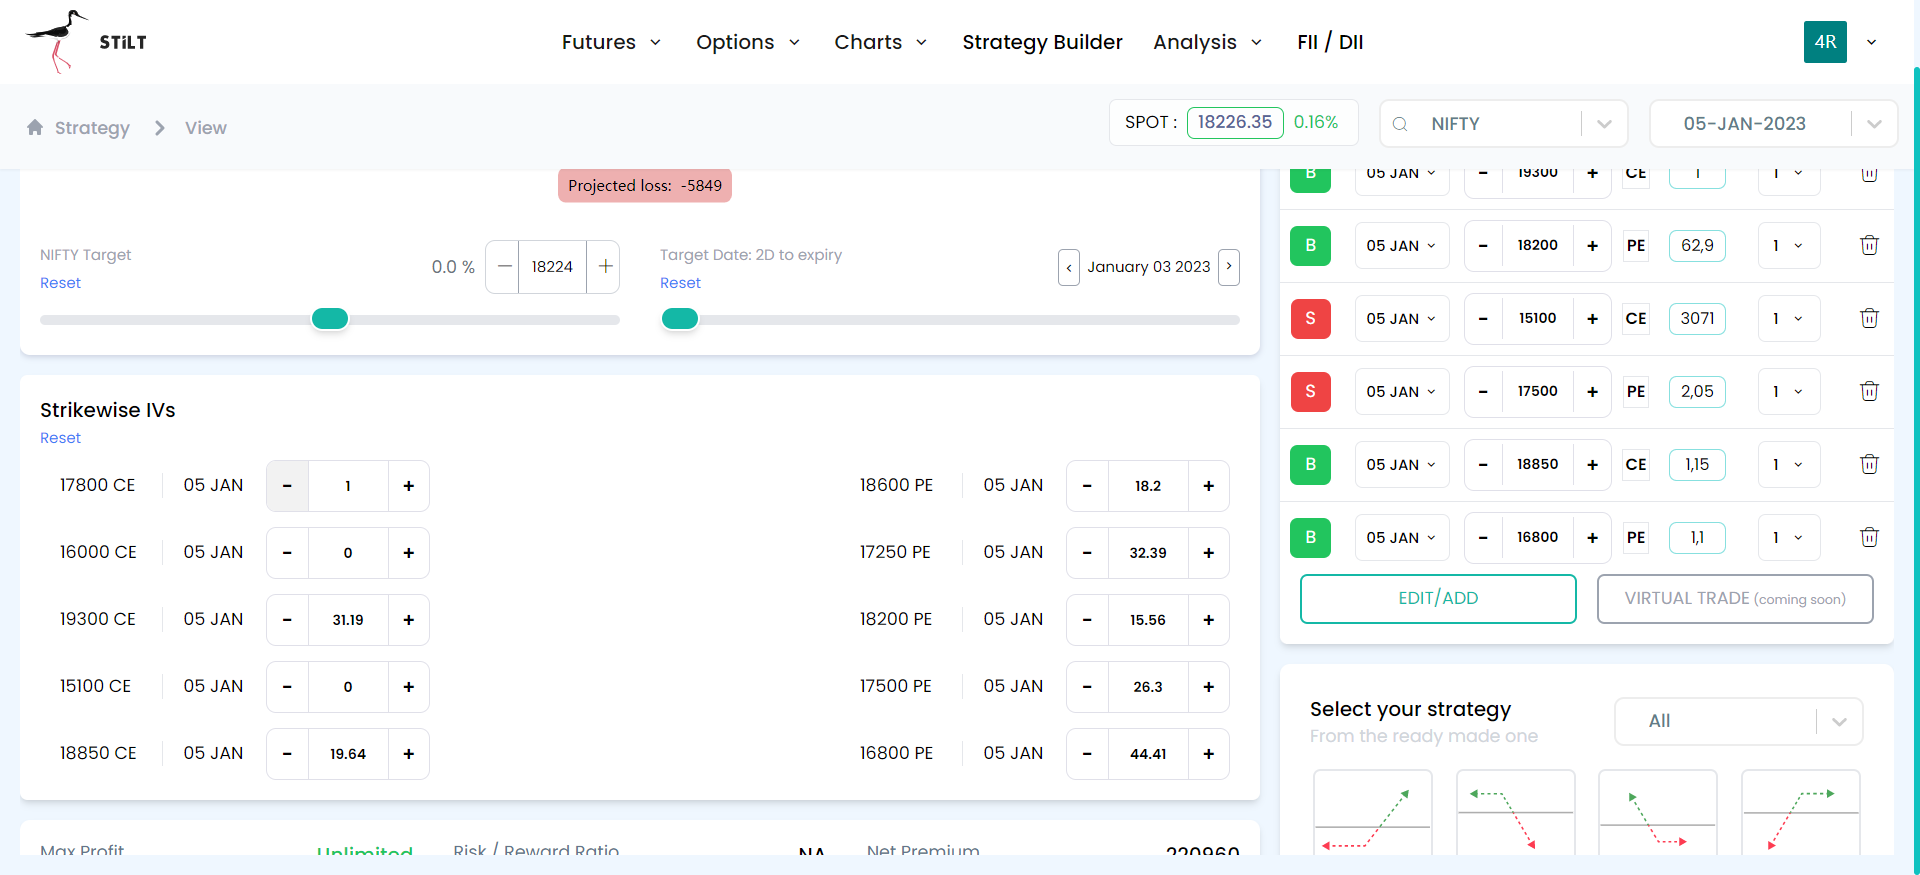 STiLT
Futures Options Charts Strategy Builder Analysis FII / DII
4R
Strategy View
SPOT : 18226.35 0.16%
NIFTY
05-JAN-2023
Projected loss: -5849
NIFTY Target
Reset
0.0 % 18224
Target Date: 2D to expiry
Reset
January 03 2023
Strikewise IVs
Reset
17800 CE 05 JAN - 1 +
18600 PE 05 JAN - 18.2 +
16000 CE 05 JAN - 0 +
17250 PE 05 JAN - 32.39 +
19300 CE 05 JAN - 31.19 +
18200 PE 05 JAN - 15.56 +
15100 CE 05 JAN - 0 +
17500 PE 05 JAN - 26.3 +
18850 CE 05 JAN - 19.64 +
16800 PE 05 JAN - 44.41 +
Max Profit Unlimited
Risk / Reward Ratio NA
Net Premium 220960
B 05 JAN - 19300 + CE 1 1
B 05 JAN - 18200 + PE 62,9 1
S 05 JAN - 15100 + CE 3071 1
S 05 JAN - 17500 + PE 2,05 1
B 05 JAN - 18850 + CE 1,15 1
B 05 JAN - 16800 + PE 1,1 1
EDIT/ADD
VIRTUAL TRADE (coming soon)
Select your strategy
From the ready made one
All